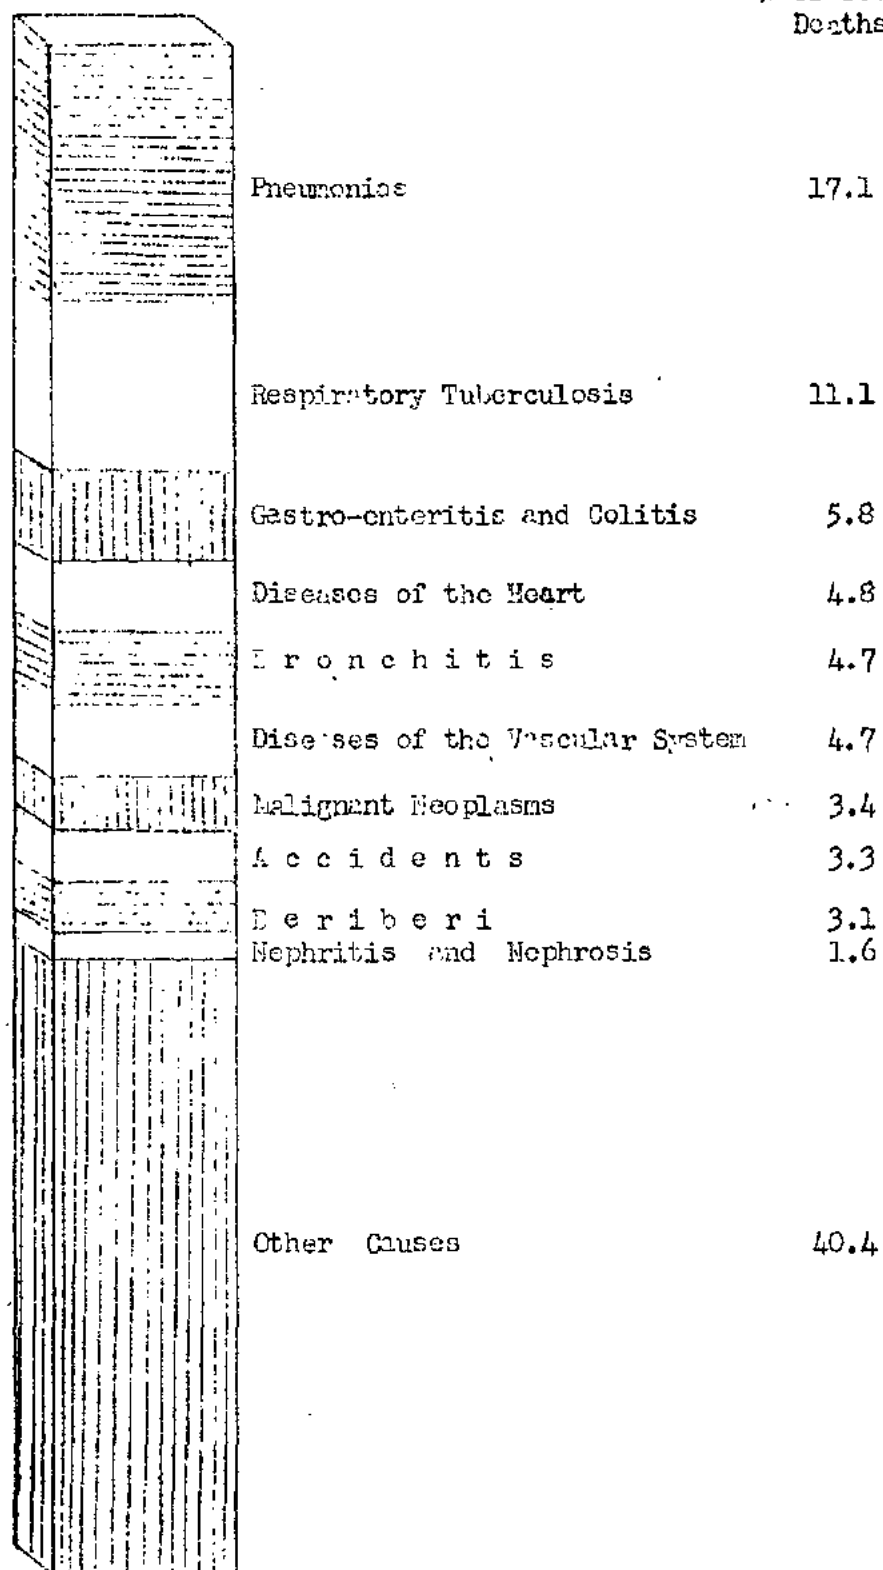 Deaths
Pneumonias 17.1
Respiratory Tuberculosis 11.1
Gastro-enteritis and Colitis 5.8
Diseases of the Heart 4.8
B r o n c h i t i s 4.7
Diseases of the Vascular System 4.7
Malignant Neoplasms 3.4
A c c i d e n t s 3.3
B e r i b e r i 3.1
Nephritis and Nephrosis 1.6
Other Causes 40.4